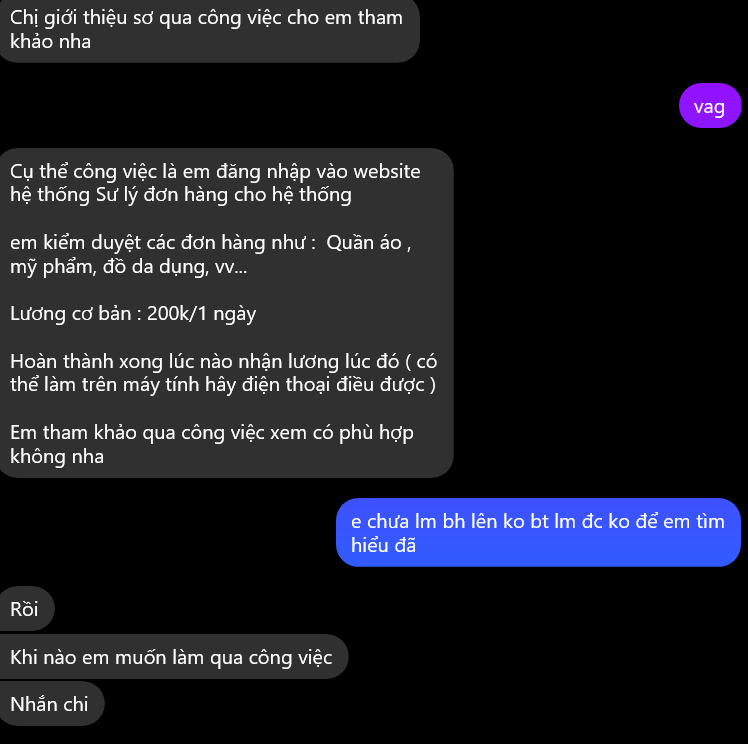 Chị giới thiệu sơ qua công việc cho em tham
khảo nha
vag
Cụ thể công việc là em đăng nhập vào website
hệ thống Sư lý đơn hàng cho hệ thống
em kiểm duyệt các đơn hàng như :  Quần áo ,
mỹ phẩm, đồ da dụng, vv...
Lương cơ bản : 200k/1 ngày
Hoàn thành xong lúc nào nhận lương lúc đó ( có
thể làm trên máy tính hây điện thoại điều được )
Em tham khảo qua công việc xem có phù hợp
không nha
e chưa lm bh lên ko bt lm đc ko để em tìm
hiểu đã
Rồi
Khi nào em muốn làm qua công việc
Nhắn chi